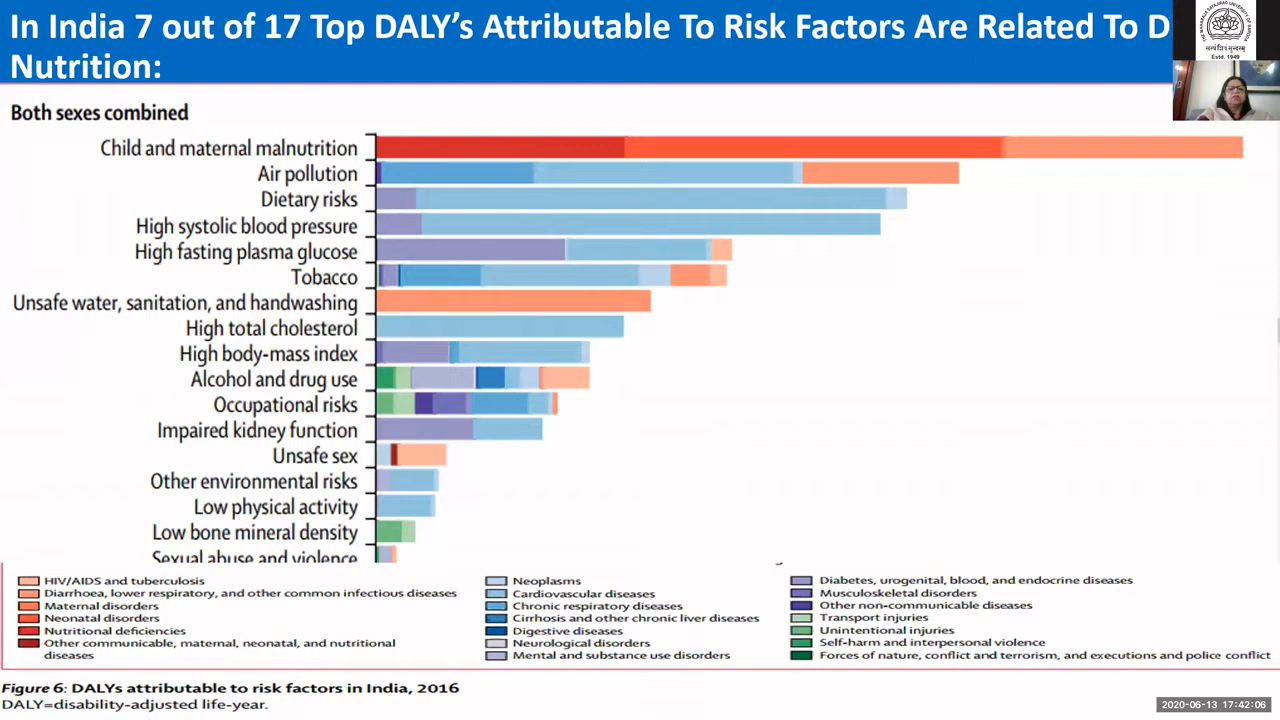 In India 7 out of 17 Top DALY’s Attributable To Risk Factors Are Related To D
Nutrition:
Estd. 1949
Both sexes combined
Child and maternal malnutrition
Air pollution
Dietary risks
High systolic blood pressure
High fasting plasma glucose
Tobacco
Unsafe water, sanitation, and handwashing
High total cholesterol
High body-mass index
Alcohol and drug use
Occupational risks
Impaired kidney function
Unsafe sex
Other environmental risks
Low physical activity
Low bone mineral density
Sexual abuse and violence
HIV/AIDS and tuberculosis
Diarrhoea, lower respiratory, and other common infectious diseases
Maternal disorders
Neonatal disorders
Nutritional deficiencies
Other communicable, maternal, neonatal, and nutritional
diseases
Neoplasms
Cardiovascular diseases
Chronic respiratory diseases
Cirrhosis and other chronic liver diseases
Digestive diseases
Neurological disorders
Mental and substance use disorders
Diabetes, urogenital, blood, and endocrine diseases
Musculoskeletal disorders
Other non-communicable diseases
Transport injuries
Unintentional injuries
Self-harm and interpersonal violence
Forces of nature, conflict and terrorism, and executions and police conflict
Figure 6: DALYs attributable to risk factors in India, 2016
DALY=disability-adjusted life-year.
2020-06-13 17:42:06